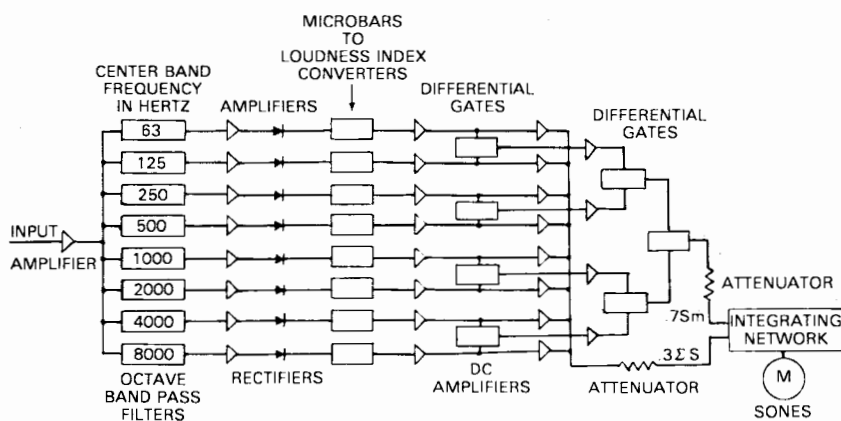 MICROBARS
TO
LOUDNESS INDEX
CONVERTERS
CENTER BAND
FREQUENCY
IN HERTZ
AMPLIFIERS
DIFFERENTIAL
GATES
DIFFERENTIAL
GATES
63
125
250
500
1000
2000
4000
8000
INPUT
AMPLIFIER
OCTAVE
BAND PASS
FILTERS
RECTIFIERS
DC
AMPLIFIERS
ATTENUATOR
.3ΣS
ATTENUATOR
.7Sm
INTEGRATING
NETWORK
M
SONES